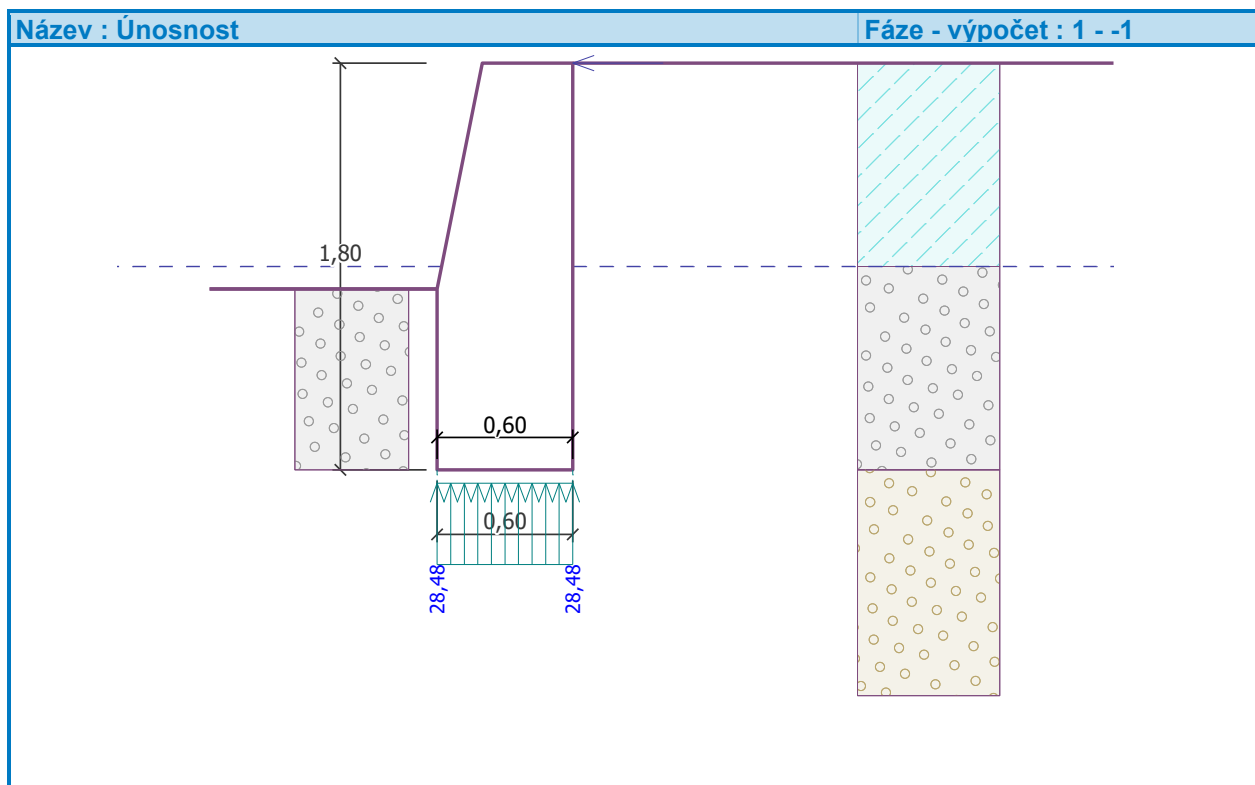 Název : Únosnost
Fáze - výpočet : 1 - -1
1,80
0,60
0,60
28,48
28,48